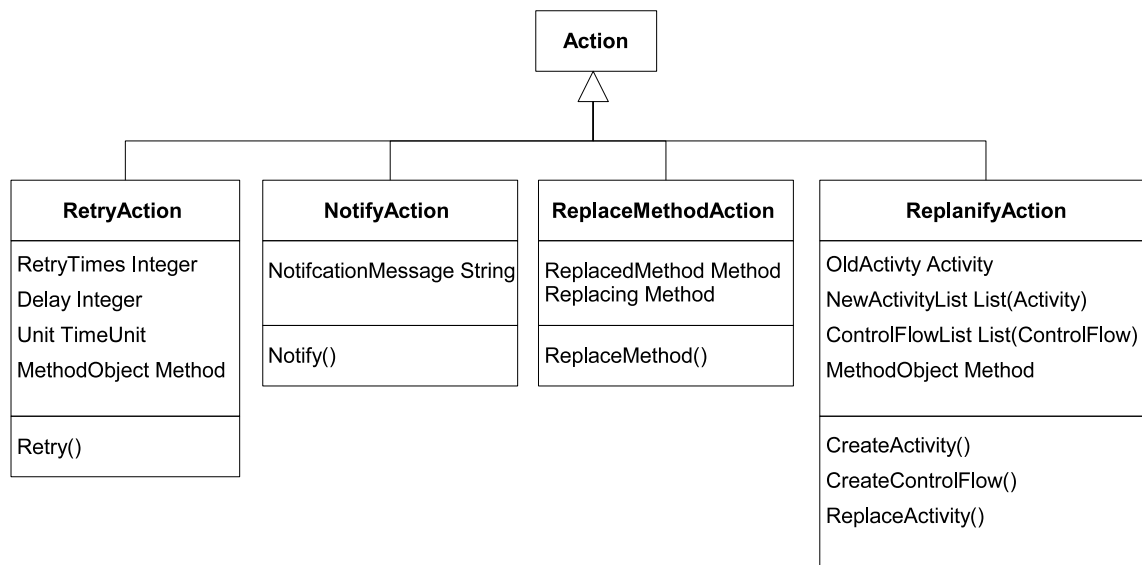 Action
RetryAction
RetryTimes Integer
Delay Integer
Unit TimeUnit
MethodObject Method
Retry()
NotifyAction
NotifcationMessage String
Notify()
ReplaceMethodAction
ReplacedMethod Method
Replacing Method
ReplaceMethod()
ReplanifyAction
OldActivty Activity
NewActivityList List(Activity)
ControlFlowList List(ControlFlow)
MethodObject Method
CreateActivity()
CreateControlFlow()
ReplaceActivity()